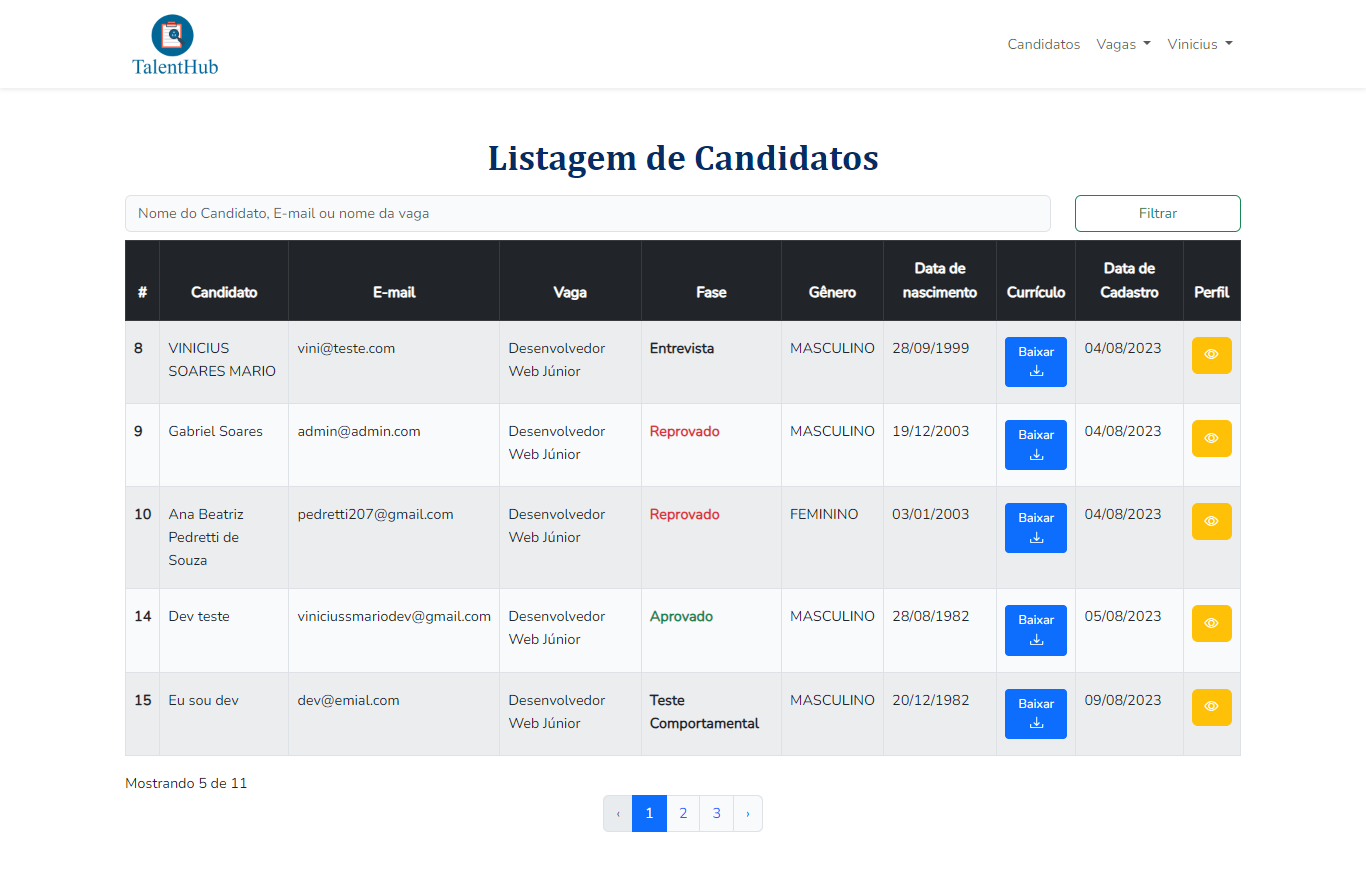 TalentHub
Candidatos Vagas Vinicius
Listagem de Candidatos
Nome do Candidato, E-mail ou nome da vaga Filtrar
# Candidato E-mail Vaga Fase Gênero Data de nascimento Currículo Data de Cadastro Perfil
8 VINICIUS SOARES MARIO vini@teste.com Desenvolvedor Web Júnior Entrevista MASCULINO 28/09/1999 Baixar 04/08/2023
9 Gabriel Soares admin@admin.com Desenvolvedor Web Júnior Reprovado MASCULINO 19/12/2003 Baixar 04/08/2023
10 Ana Beatriz Pedretti de Souza pedretti207@gmail.com Desenvolvedor Web Júnior Reprovado FEMININO 03/01/2003 Baixar 04/08/2023
14 Dev teste viniciussmariodev@gmail.com Desenvolvedor Web Júnior Aprovado MASCULINO 28/08/1982 Baixar 05/08/2023
15 Eu sou dev dev@emial.com Desenvolvedor Web Júnior Teste Comportamental MASCULINO 20/12/1982 Baixar 09/08/2023
Mostrando 5 de 11
‹ 1 2 3 ›